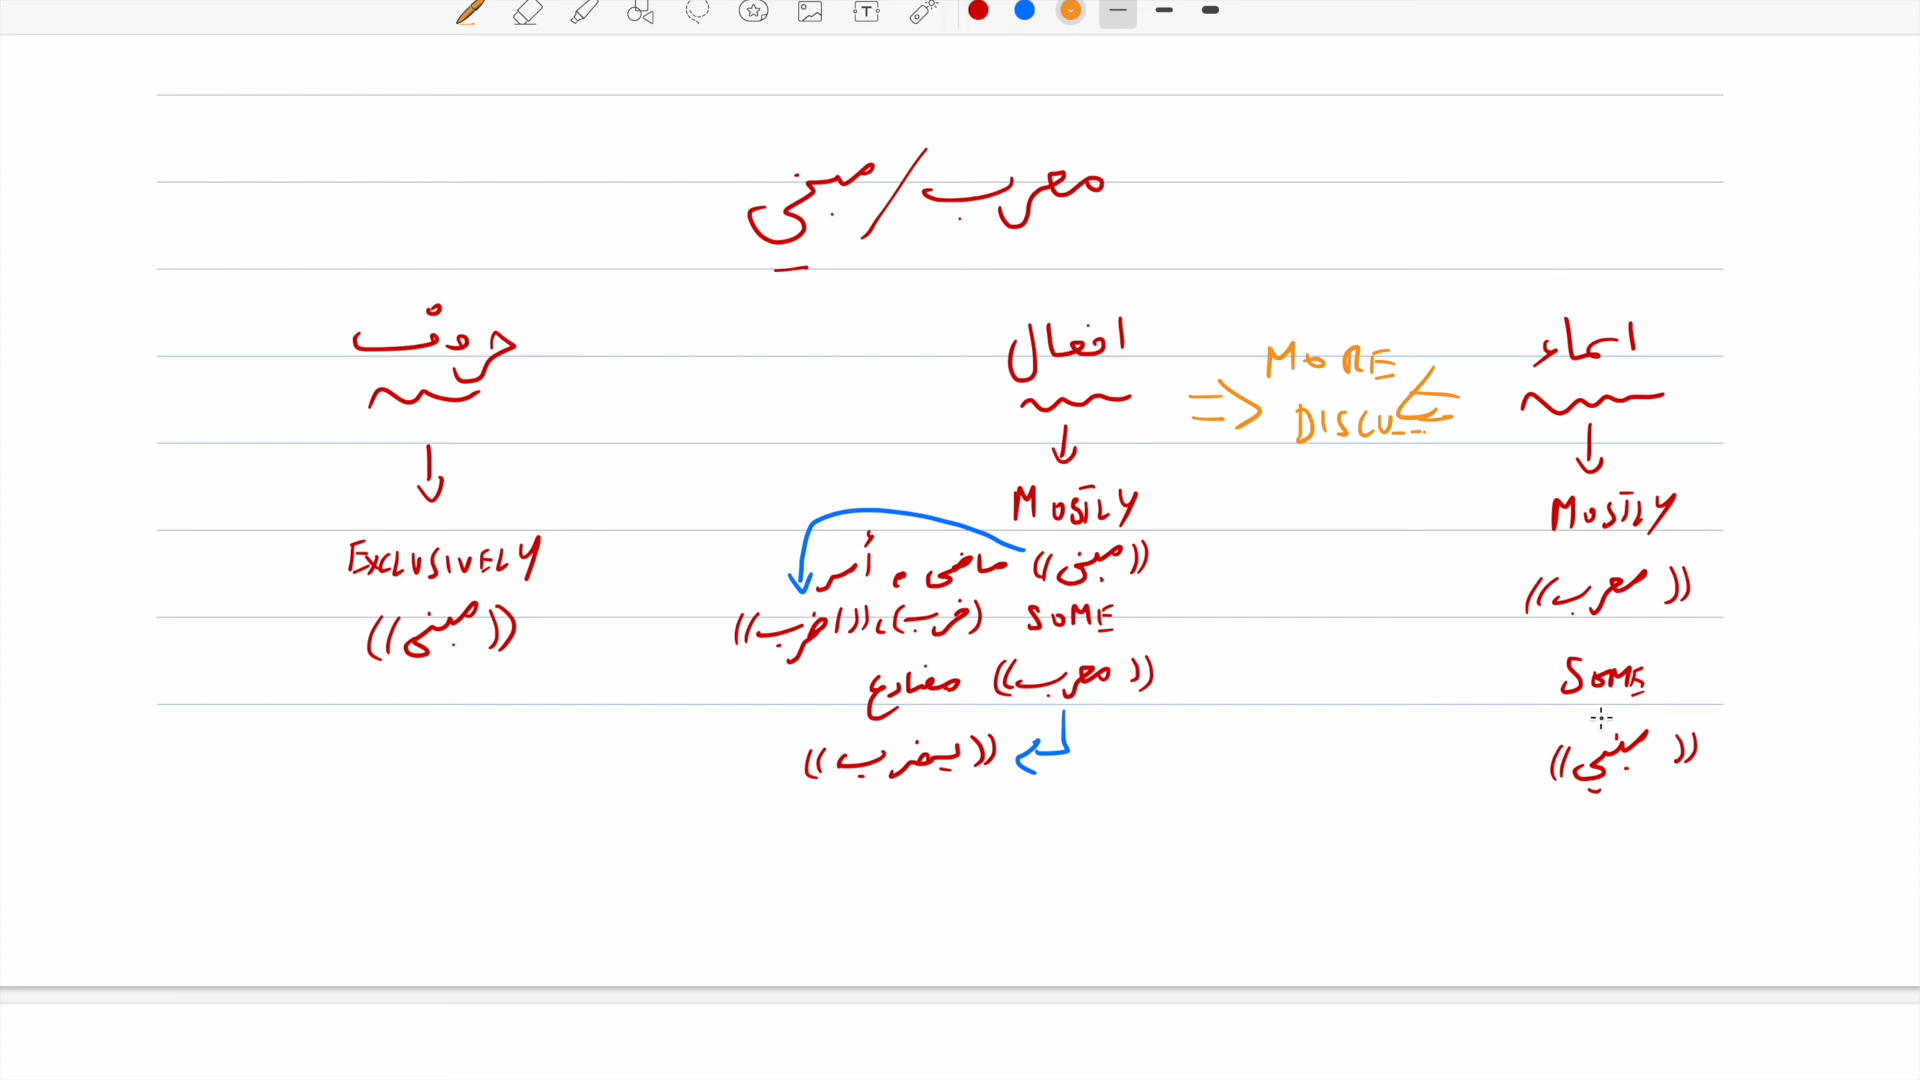 معرب/مبني
اسماء
MOSTLY
((معرب))
SOME
((مبني))
MORE
DISCU...
افعال
MOSTLY
((مبني)) ماضي، أمر
SOME (ضرب)، ((اضرب))
((معرب)) مضارع
((يضرب))
حروف
EXCLUSIVELY
((مبني))